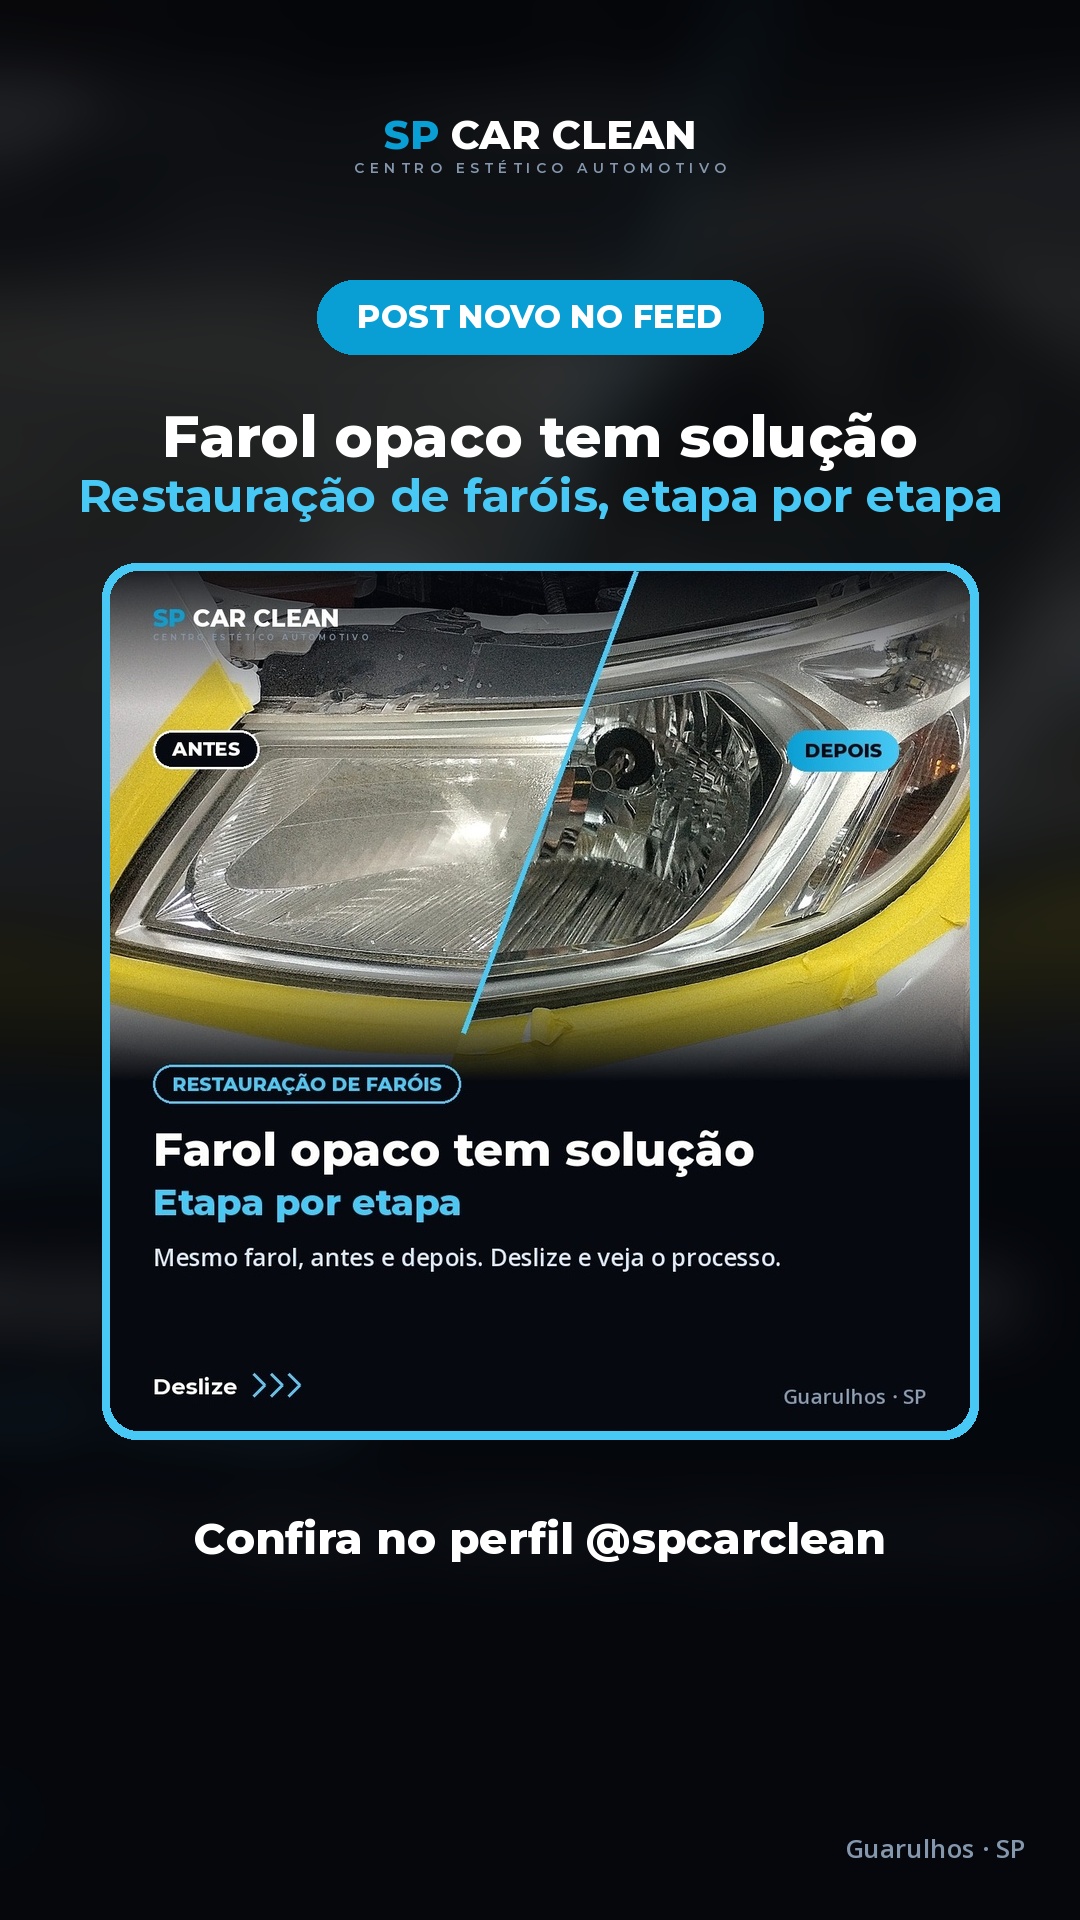 SP CAR CLEAN
CENTRO ESTÉTICO AUTOMOTIVO
POST NOVO NO FEED
Farol opaco tem solução
Restauração de faróis, etapa por etapa
SP CAR CLEAN
CENTRO ESTÉTICO AUTOMOTIVO
ANTES
DEPOIS
RESTAURAÇÃO DE FARÓIS
Farol opaco tem solução
Etapa por etapa
Mesmo farol, antes e depois. Deslize e veja o processo.
Deslize
Guarulhos · SP
Confira no perfil @spcarclean
Guarulhos · SP